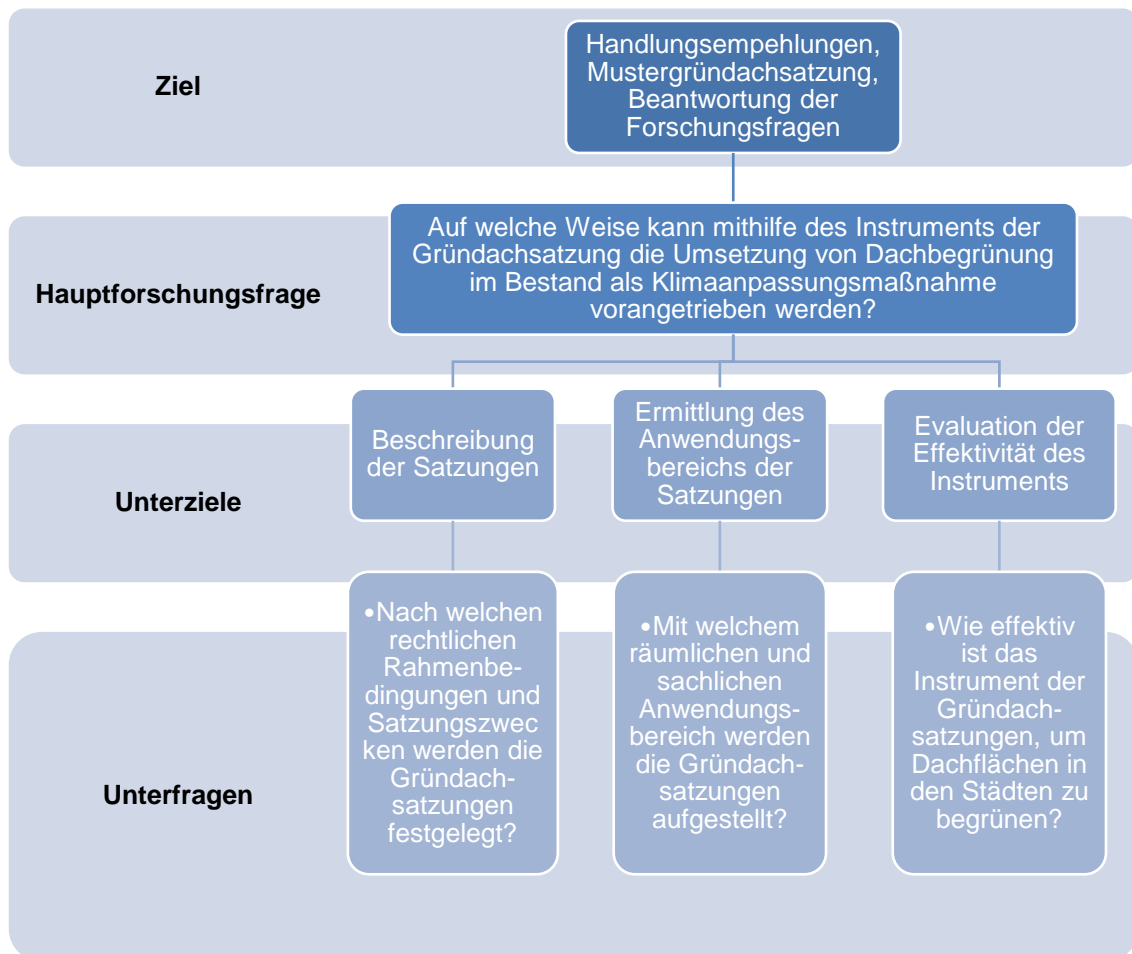 Ziel
Handlungsempehlungen,
Mustergründachsatzung,
Beantwortung der
Forschungsfragen
Hauptforschungsfrage
Auf welche Weise kann mithilfe des Instruments der
Gründachsatzung die Umsetzung von Dachbegrünung
im Bestand als Klimaanpassungsmaßnahme
vorangetrieben werden?
Unterziele
Beschreibung
der Satzungen
Ermittlung des
Anwendungs-
bereichs der
Satzungen
Evaluation der
Effektivität des
Instruments
Unterfragen
•Nach welchen
rechtlichen
Rahmenbe-
dingungen und
Satzungszwec
ken werden die
Gründach-
satzungen
festgelegt?
•Mit welchem
räumlichen und
sachlichen
Anwendungs-
bereich werden
die Gründach-
satzungen
aufgestellt?
•Wie effektiv
ist das
Instrument der
Gründach-
satzungen, um
Dachflächen in
den Städten zu
begrünen?